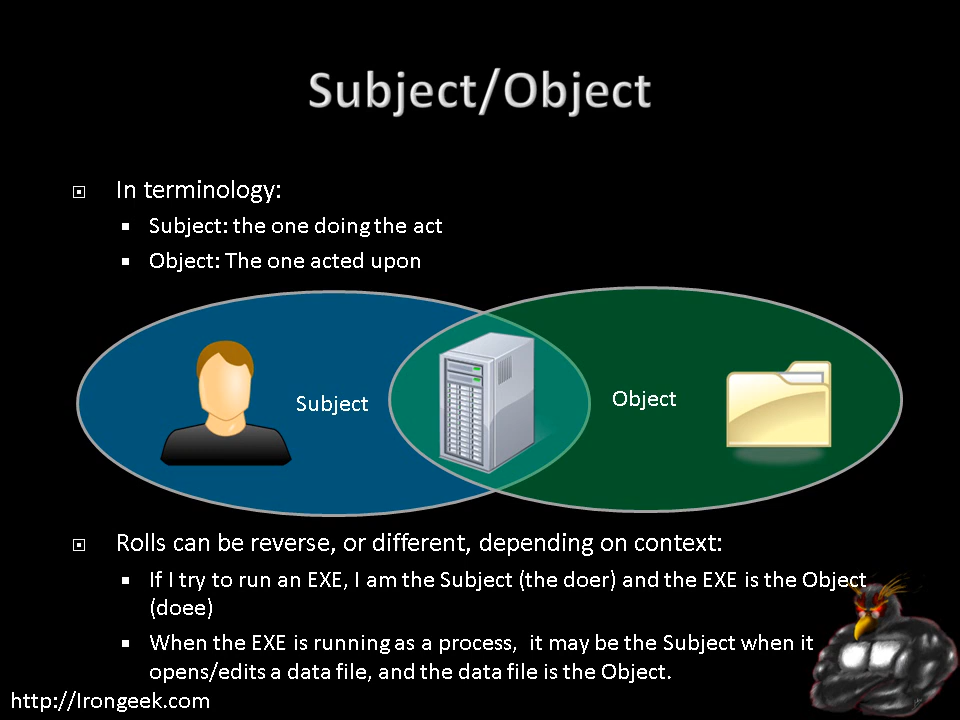 Subject/Object
In terminology:
Subject: the one doing the act
Object: The one acted upon
Subject
Object
Rolls can be reverse, or different, depending on context:
If I try to run an EXE, I am the Subject (the doer) and the EXE is the Object
(doee)
When the EXE is running as a process, it may be the Subject when it
opens/edits a data file, and the data file is the Object.
http://Irongeek.com